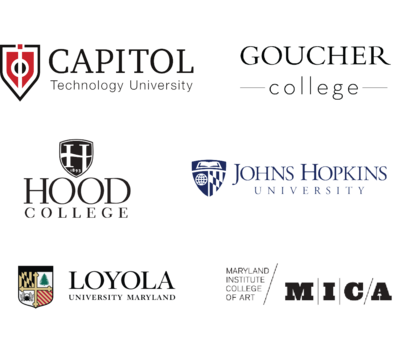 CAPITOL
Technology University
GOUCHER
college
H
HOOD
COLLEGE
JOHNS HOPKINS
UNIVERSITY
LOYOLA
UNIVERSITY MARYLAND
MARYLAND
INSTITUTE
COLLEGE
OF ART
M|I|C|A